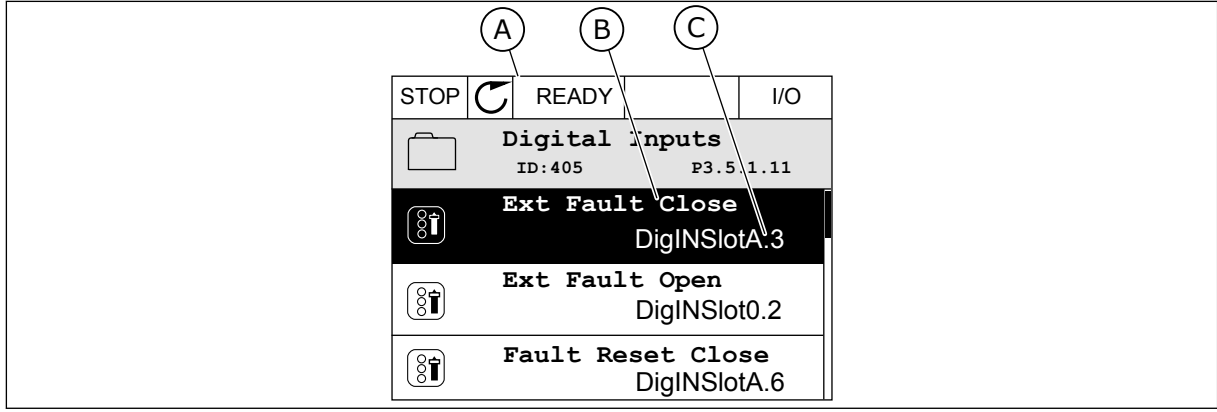 A B C
STOP READY I/O
Digital Inputs
ID:405 P3.5.1.11
Ext Fault Close
DigINSlotA.3
Ext Fault Open
DigINSlot0.2
Fault Reset Close
DigINSlotA.6